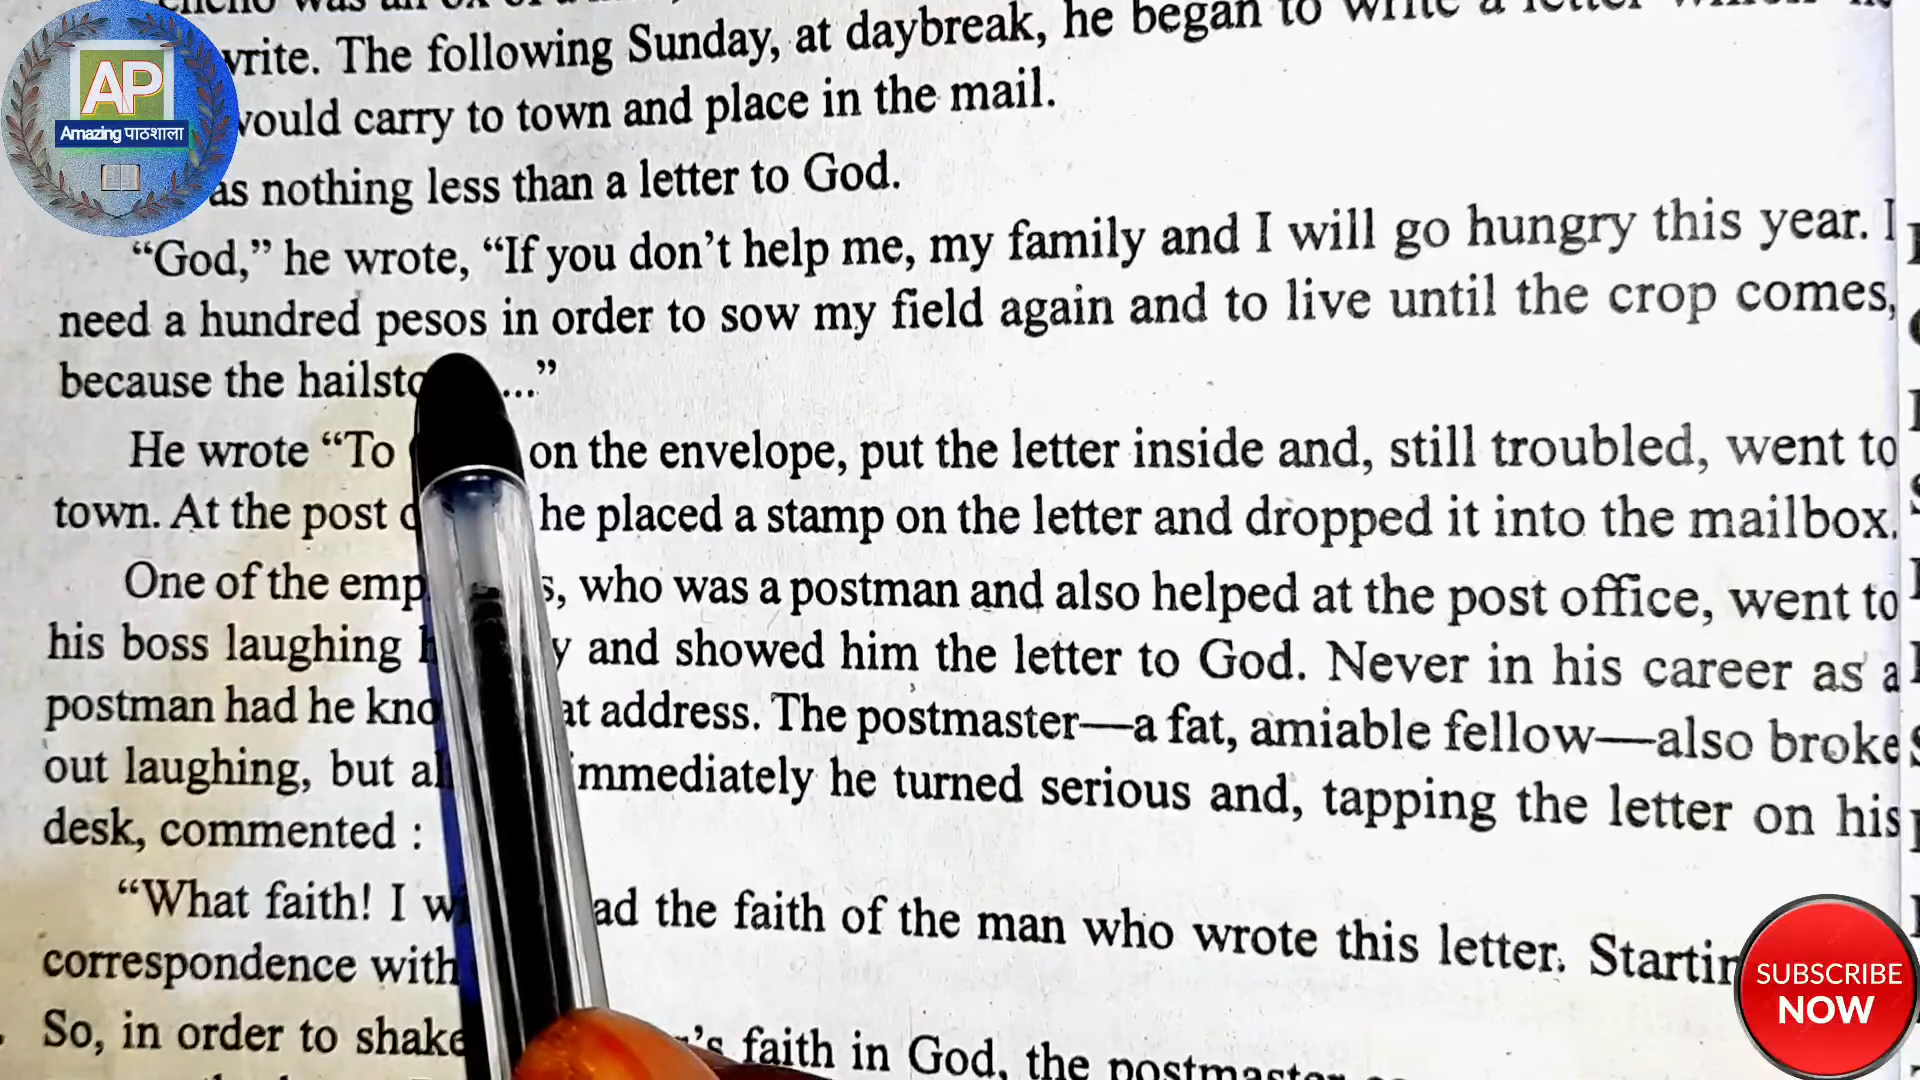 AP
Amazing पाठशाला
write. The following Sunday, at daybreak, he began to write a letter
would carry to town and place in the mail.
as nothing less than a letter to God.
“God,” he wrote, “If you don’t help me, my family and I will go hungry this year. I
need a hundred pesos in order to sow my field again and to live until the crop comes,
because the ...”
He wrote “To on the envelope, put the letter inside and, still troubled, went to
town. At the post he placed a stamp on the letter and dropped it into the mailbox.
One of the who was a postman and also helped at the post office, went to
his boss laughing and showed him the letter to God. Never in his career as a
postman had he address. The postmaster—a fat, amiable fellow—also broke
out laughing, but immediately he turned serious and, tapping the letter on his
desk, commented :
“What faith! I the faith of the man who wrote this letter. 
correspondence with
So, in order to shake faith in God, the postmaster
SUBSCRIBE
NOW